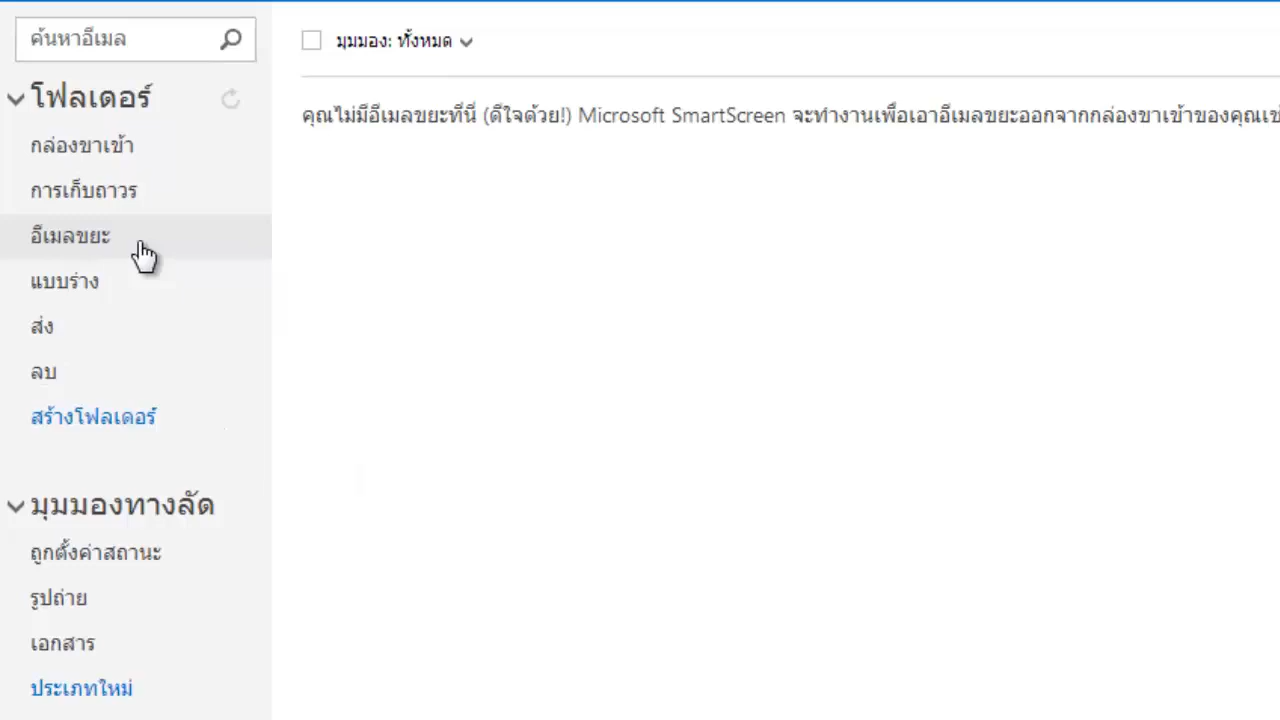 ค้นหาอีเมล
มุมมอง: ทั้งหมด
โฟลเดอร์
คุณไม่มีอีเมลขยะที่นี่ (ดีใจด้วย!) Microsoft SmartScreen จะทำงานเพื่อเอาอีเมลขยะออกจากกล่องขาเข้าของคุณเช่
กล่องขาเข้า
การเก็บถาวร
อีเมลขยะ
แบบร่าง
ส่ง
ลบ
สร้างโฟลเดอร์
มุมมองทางลัด
ถูกตั้งค่าสถานะ
รูปถ่าย
เอกสาร
ประเภทใหม่